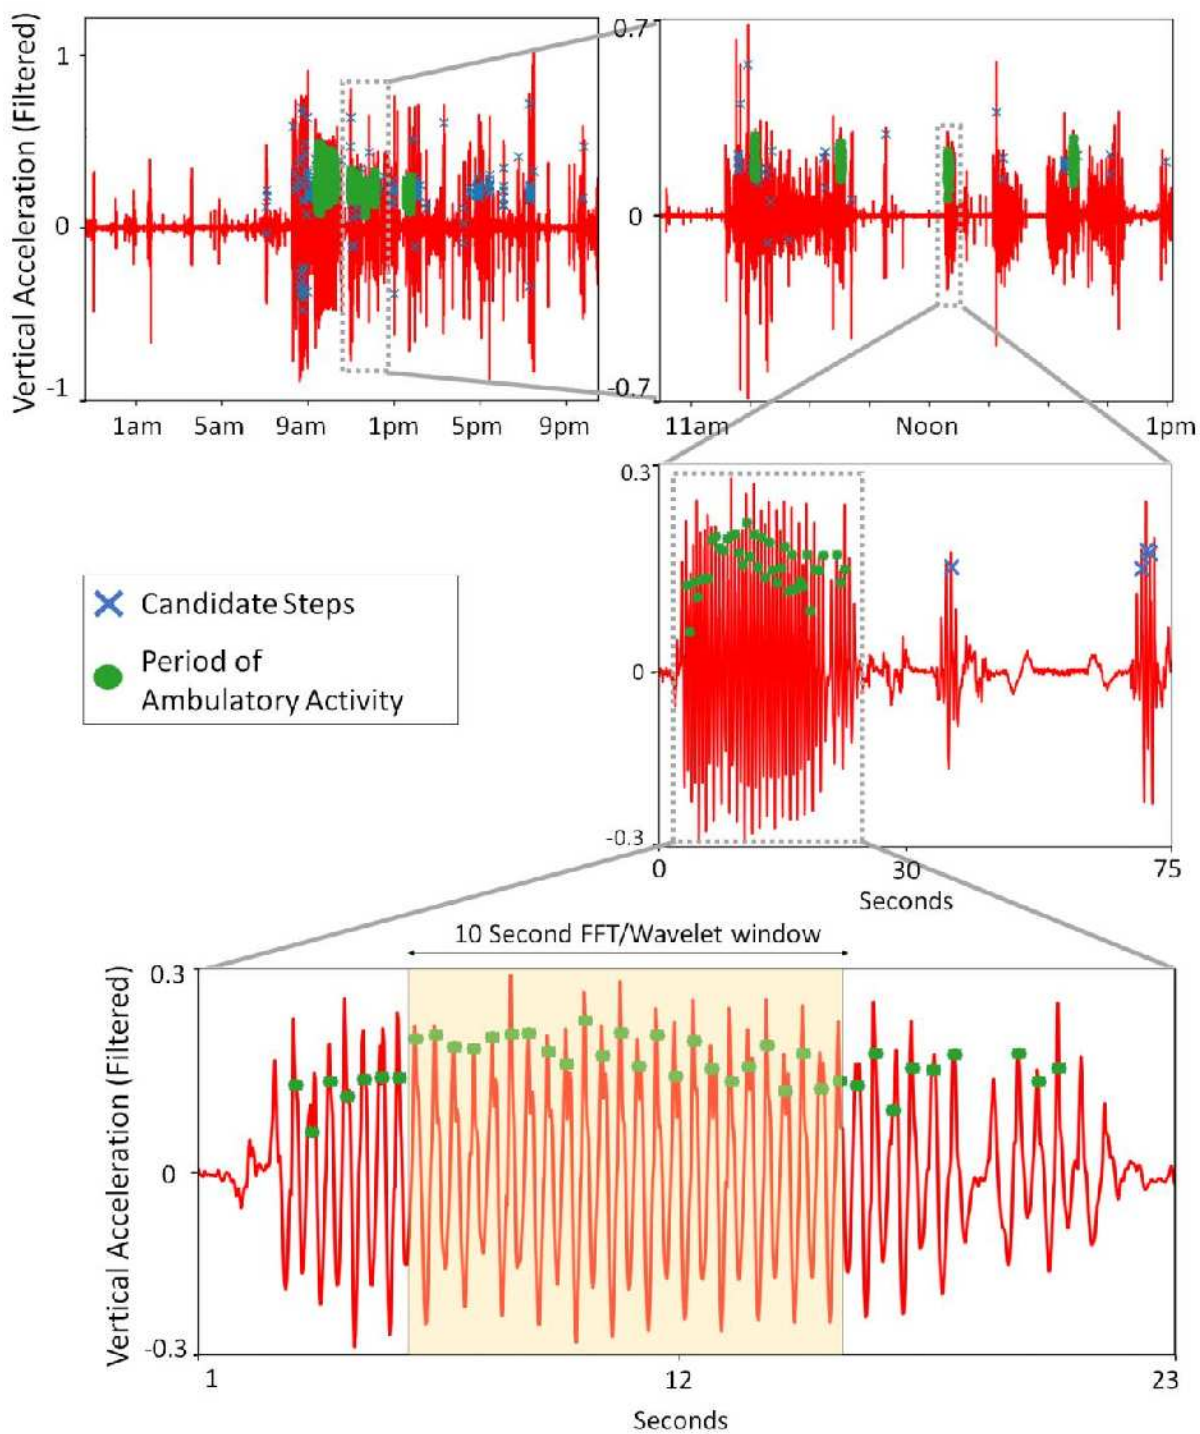 Vertical Acceleration (Filtered)
1
0
-1
1am 5am 9am 1pm 5pm 9pm
0.7
0
-0.7
11am Noon 1pm
0.3
0
-0.3
0 30 75
Seconds
Candidate Steps
Period of
Ambulatory Activity
10 Second FFT/Wavelet window
Vertical Acceleration (Filtered)
0.3
0
-0.3
1 12 23
Seconds